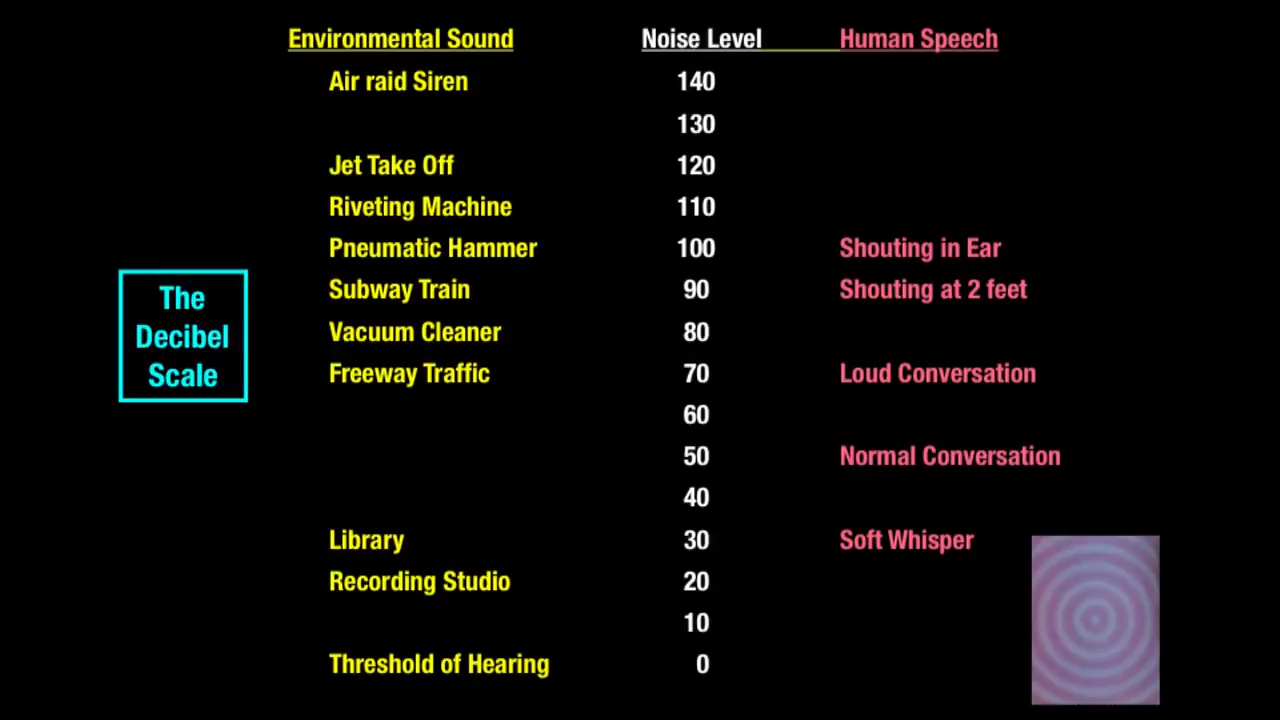 Environmental Sound Noise Level Human Speech
Air raid Siren 140
130
Jet Take Off 120
Riveting Machine 110
Pneumatic Hammer 100 Shouting in Ear
Subway Train 90 Shouting at 2 feet
Vacuum Cleaner 80
Freeway Traffic 70 Loud Conversation
60
50 Normal Conversation
40
Library 30 Soft Whisper
Recording Studio 20
10
Threshold of Hearing 0
The
Decibel
Scale